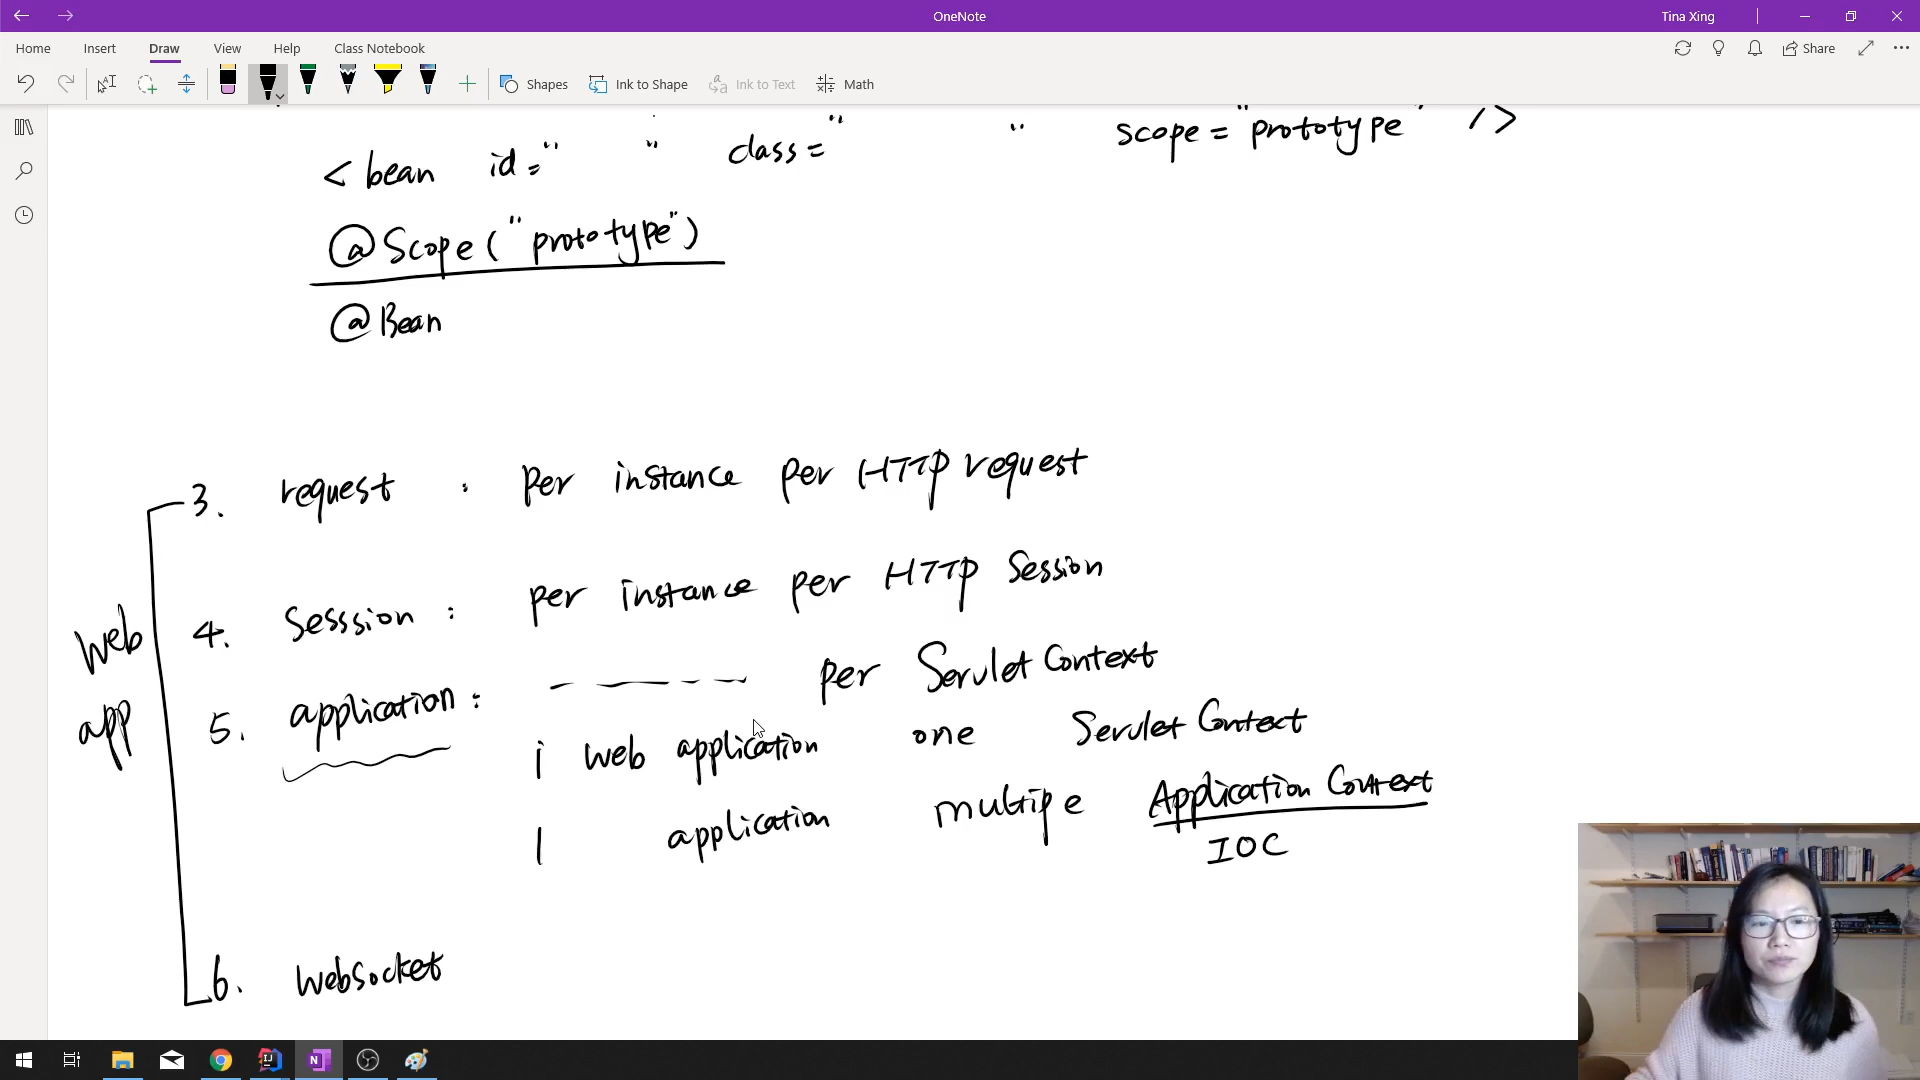 OneNote
Tina Xing
Home Insert Draw View Help Class Notebook
Share
Shapes Ink to Shape Ink to Text Math
< bean id=" " class=" " scope="prototype" />
@Scope("prototype")
@Bean
3. request : per instance per HTTP request
4. Sesssion : per instance per HTTP Session
web app
5. application : - - - - - per Servlet Context
1 web application one Servlet Context
1 application multipe Application Context
IOC
6. Websocket